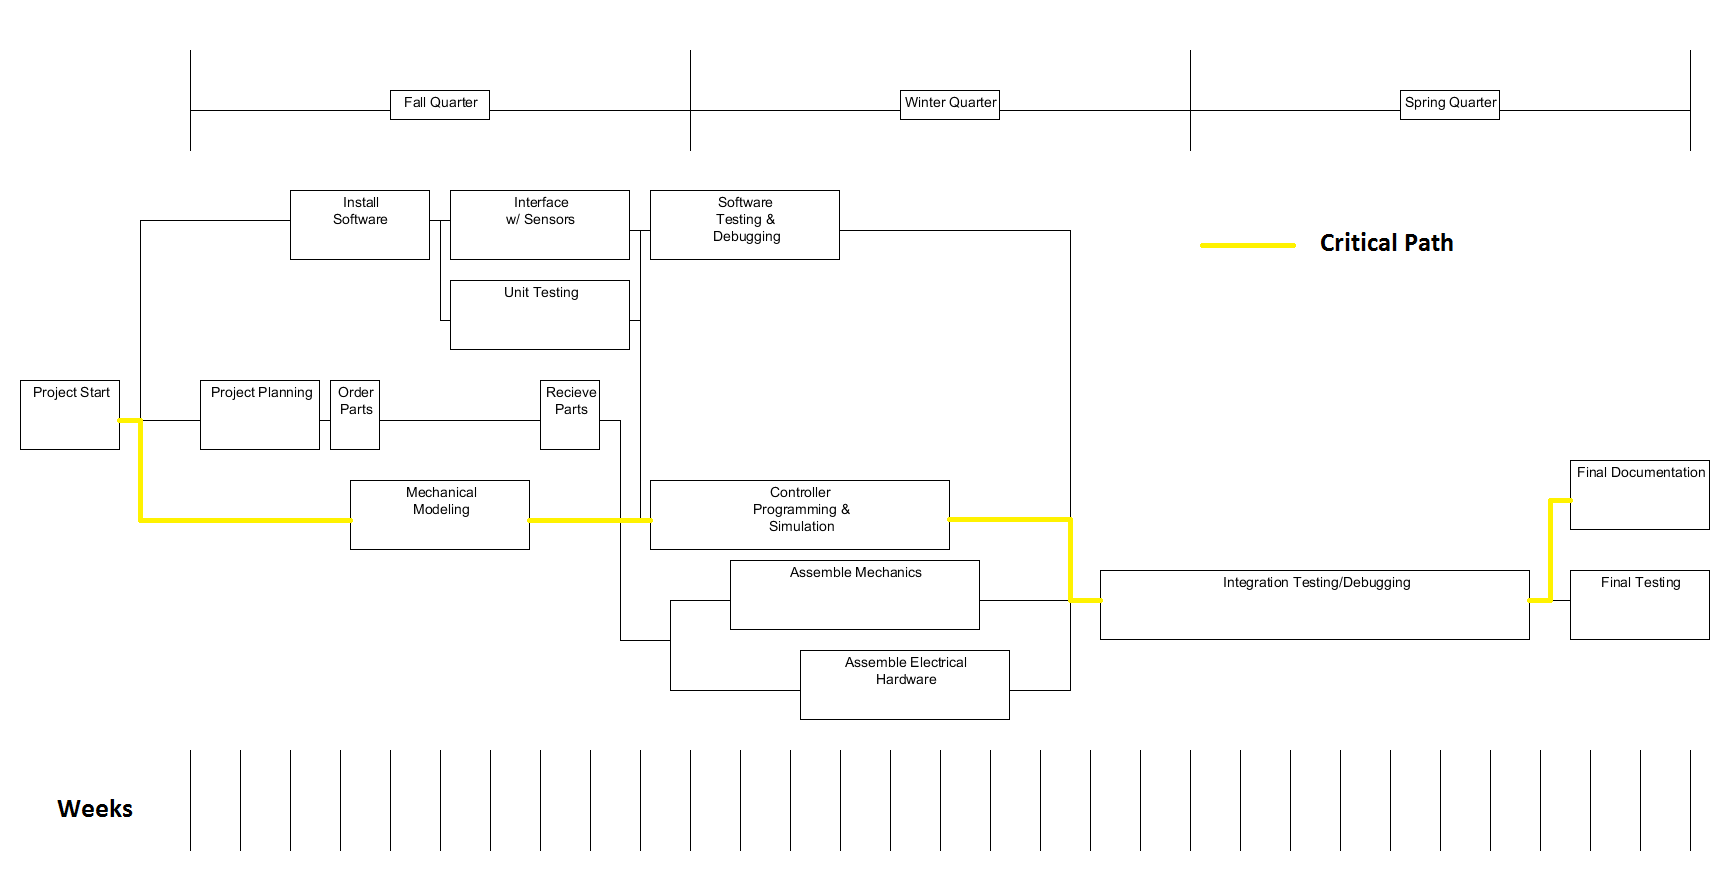 Fall Quarter
Winter Quarter
Spring Quarter
Install
Software
Interface
w/ Sensors
Software
Testing &
Debugging
Critical Path
Unit Testing
Project Start
Project Planning
Order
Parts
Recieve
Parts
Mechanical
Modeling
Controller
Programming &
Simulation
Final Documentation
Assemble Mechanics
Integration Testing/Debugging
Final Testing
Assemble Electrical
Hardware
Weeks